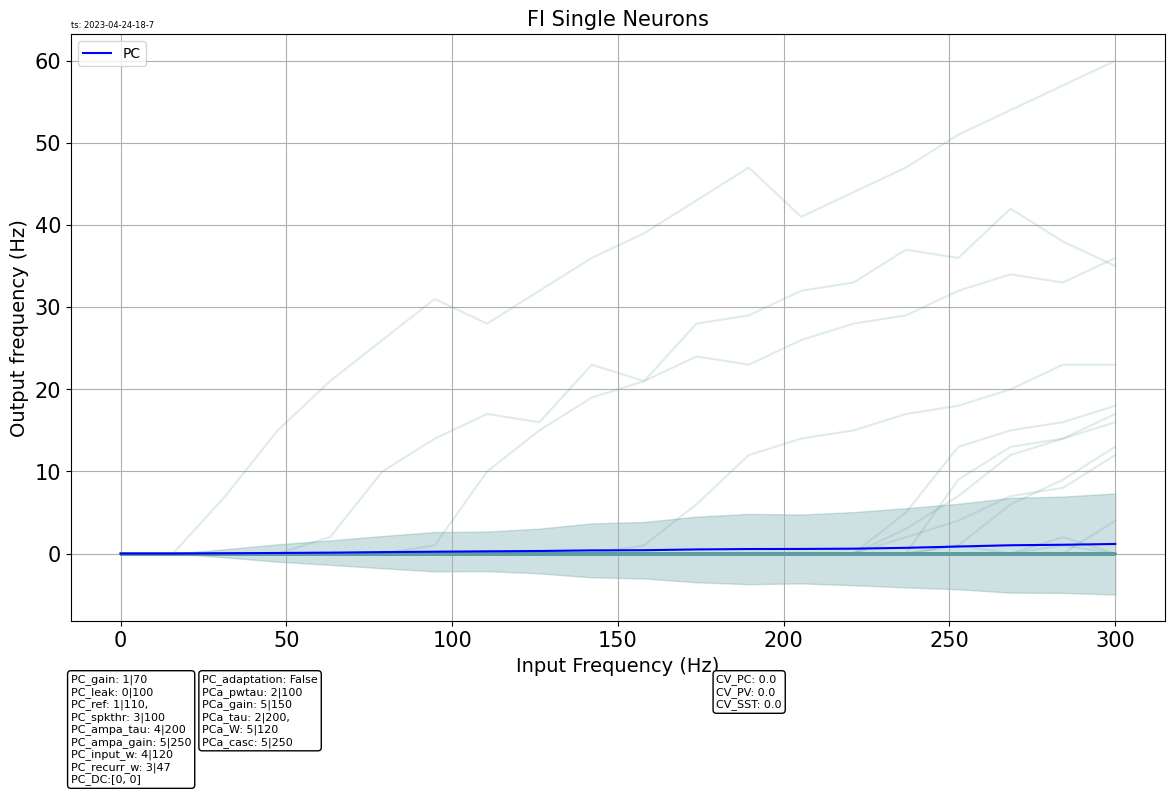 FI Single Neurons
ts: 2023-04-24-18-7
PC
Output frequency (Hz)
60
50
40
30
20
10
0
0 50 100 150 200 250 300
Input Frequency (Hz)
PC_gain: 1|70
PC_leak: 0|100
PC_ref: 1|110,
PC_spkthr: 3|100
PC_ampa_tau: 4|200
PC_ampa_gain: 5|250
PC_input_w: 4|120
PC_recurr_w: 3|47
PC_DC:[0, 0]
PC_adaptation: False
PCa_pwtau: 2|100
PCa_gain: 5|150
PCa_tau: 2|200,
PCa_W: 5|120
PCa_casc: 5|250
CV_PC: 0.0
CV_PV: 0.0
CV_SST: 0.0